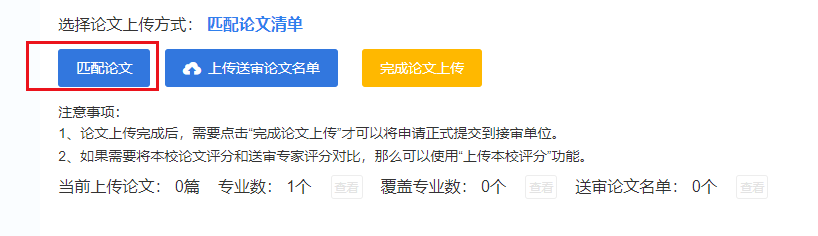 选择论文上传方式： 匹配论文清单
匹配论文 上传送审论文名单 完成论文上传
注意事项：
1、论文上传完成后，需要点击“完成论文上传”才可以将申请正式提交到接审单位。
2、如果需要将本校论文评分和送审专家评分对比，那么可以使用“上传本校评分”功能。
当前上传论文： 0篇 专业数： 1个 查看 覆盖专业数： 0个 查看 送审论文名单： 0个 查看